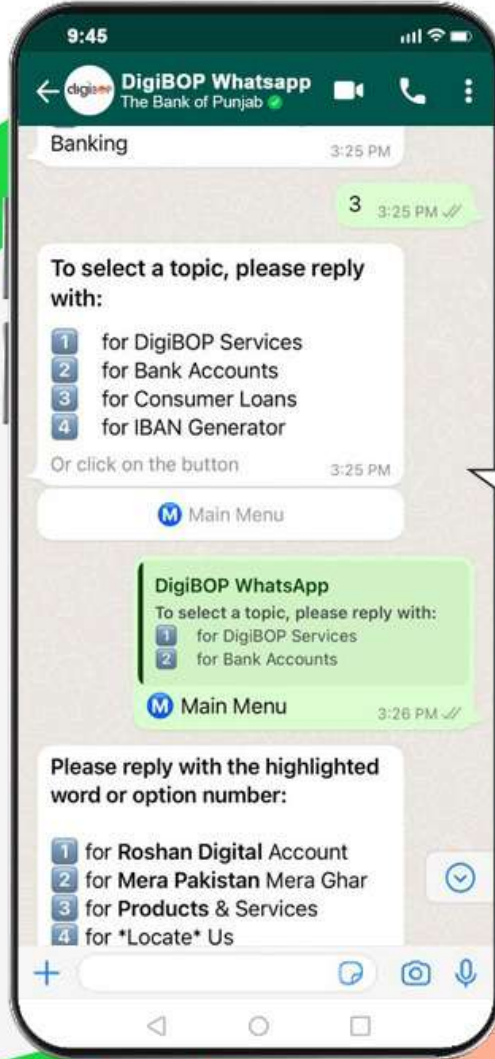 9:45
digiBOP
DigiBOP Whatsapp
The Bank of Punjab
Banking
3:25 PM
3
3:25 PM
To select a topic, please reply
with:
1 for DigiBOP Services
2 for Bank Accounts
3 for Consumer Loans
4 for IBAN Generator
Or click on the button
3:25 PM
M Main Menu
DigiBOP WhatsApp
To select a topic, please reply with:
1 for DigiBOP Services
2 for Bank Accounts
M Main Menu
3:26 PM
Please reply with the highlighted
word or option number:
1 for Roshan Digital Account
2 for Mera Pakistan Mera Ghar
3 for Products & Services
4 for *Locate* Us